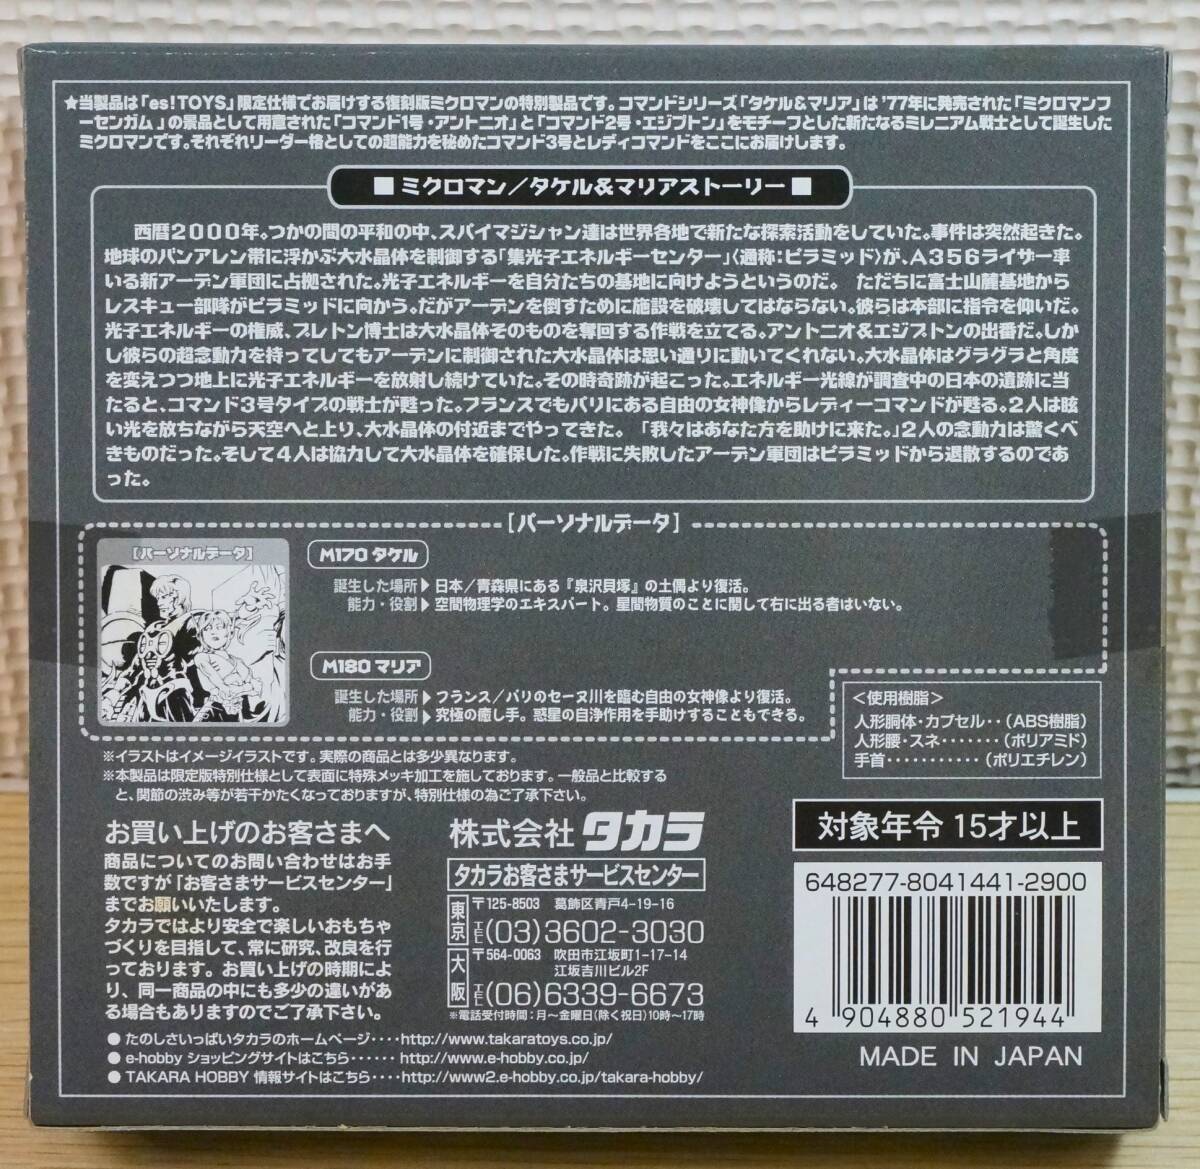 ★当製品は「es!TOYS」限定仕様でお届けする復刻版ミクロマンの特別製品です。コマンドシリーズ「タケル&マリア」は '77年に発売された「ミクロマンフ
ーセンガム」の景品として用意された「コマンド1号・アントニオ」と「コマンド2号・エジプトン」をモチーフとした新たなるミレニアム戦士として誕生した
ミクロマンです。それぞれリーダー格としての超能力を秘めたコマンド3号とレディコマンドをここにお届けします。
■ミクロマン／タケル&マリアストーリー■
西暦2000年。つかの間の平和の中、スパイマジシャン達は世界各地で新たな探索活動をしていた。事件は突然起きた。
地球のバンアレン帯に浮かぶ大水晶体を制御する「集光子エネルギーセンター」〈通称：ピラミッド〉が、A356ライザー率
いる新アーデン軍団に占拠された。光子エネルギーを自分たちの基地に向けようというのだ。 ただちに富士山麓基地から
レスキュー部隊がピラミッドに向かう。だがアーデンを倒すために施設を破壊してはならない。彼らは本部に指令を仰いだ。
光子エネルギーの権威、ブレトン博士は大水晶体そのものを奪回する作戦を立てる。アントニオ&エジプトンの出番だ。しか
し彼らの超念動力を持ってしてもアーデンに制御された大水晶体は思い通りに動いてくれない。大水晶体はグラグラと角度
を変えつつ地上に光子エネルギーを放射し続けていた。その時奇跡が起こった。エネルギー光線が調査中の日本の遺跡に当
たると、コマンド3号タイプの戦士が甦った。フランスでもパリにある自由の女神像からレディーコマンドが甦る。2人は眩
い光を放ちながら天空へと上り、大水晶体の付近までやってきた。 「我々はあなた方を助けに来た。」2人の念動力は驚くべ
きものだった。そして4人は協力して大水晶体を確保した。作戦に失敗したアーデン軍団はピラミッドから退散するのであ
った。
［パーソナルデータ］
［パーソナルデータ］
M170 タケル
誕生した場所▶日本／青森県にある『泉沢貝塚』の土偶より復活。
能力・役割▶空間物理学のエキスパート。星間物質のことに関して右に出る者はいない。
M180 マリア
誕生した場所▶フランス／パリのセーヌ川を臨む自由の女神像より復活。
能力・役割▶究極の癒し手。惑星の自浄作用を手助けすることもできる。
＜使用樹脂＞
人形胴体・カプセル‥（ABS樹脂）
人形腰・スネ・・・・・・・（ポリアミド）
手首・・・・・・・・・・・（ポリエチレン）
※イラストはイメージイラストです。実際の商品とは多少異なります。
※本製品は限定版特別仕様として表面に特殊メッキ加工を施しております。一般品と比較する
と、関節の渋み等が若干かたくなっておりますが、特別仕様の為ご了承下さい。
お買い上げのお客さまへ
商品についてのお問い合わせはお手
数ですが「お客さまサービスセンター」
までお願いいたします。
タカラではより安全で楽しいおもちゃ
づくりを目指して、常に研究、改良を行
っております。お買い上げの時期によ
り、同一商品の中にも多少の違いがあ
る場合もありますのでご了承下さい。
株式会社 タカラ
タカラお客さまサービスセンター
東京 〒125-8503 葛飾区青戸4-19-16
TEL(03)3602-3030
大阪 〒564-0063 吹田市江坂町1-17-14
江坂吉川ビル2F
TEL(06)6339-6673
※電話受付時間：月～金曜日(除く祝日)10時～17時
● たのしさいっぱいタカラのホームページ・・・・http://www.takaratoys.co.jp/
● e-hobby ショッピングサイトはこちら・・・・・・http://www.e-hobby.co.jp/
● TAKARA HOBBY 情報サイトはこちら・・・・http://www2.e-hobby.co.jp/takara-hobby/
対象年令 15才以上
648277-8041441-2900
4 904880 521944
MADE IN JAPAN